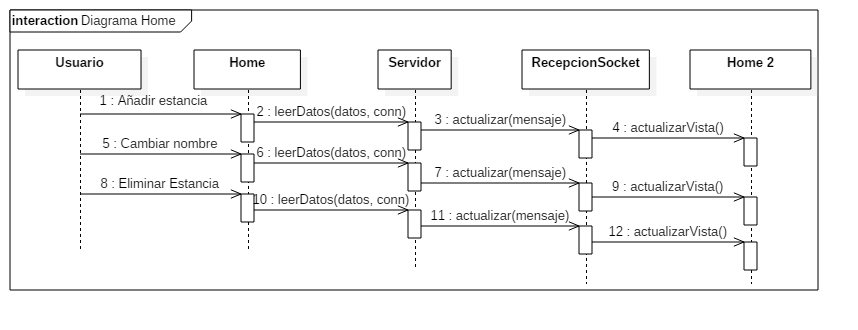 interaction Diagrama Home
Usuario
Home
Servidor
RecepcionSocket
Home 2
1 : Añadir estancia
2 : leerDatos(datos, conn)
3 : actualizar(mensaje)
4 : actualizarVista()
5 : Cambiar nombre
6 : leerDatos(datos, conn)
7 : actualizar(mensaje)
8 : Eliminar Estancia
9 : actualizarVista()
10 : leerDatos(datos, conn)
11 : actualizar(mensaje)
12 : actualizarVista()